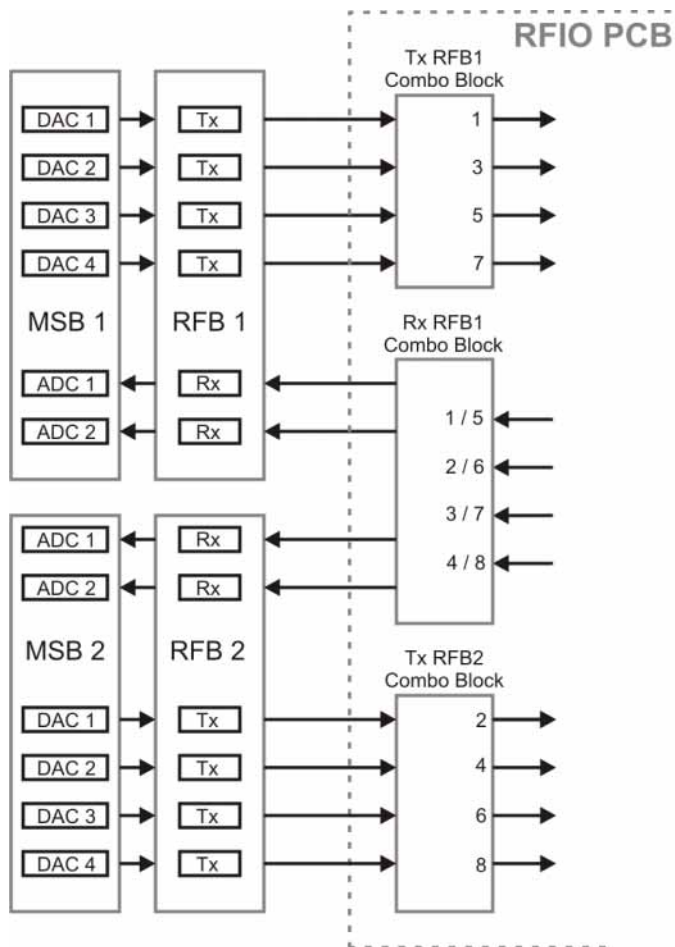 RFIO PCB
Tx RFB1
Combo Block
DAC 1
Tx
1
DAC 2
Tx
3
DAC 3
Tx
5
DAC 4
Tx
7
MSB 1
RFB 1
Rx RFB1
Combo Block
ADC 1
Rx
1 / 5
ADC 2
Rx
2 / 6
3 / 7
ADC 1
Rx
4 / 8
ADC 2
Rx
MSB 2
RFB 2
Tx RFB2
Combo Block
DAC 1
Tx
2
DAC 2
Tx
4
DAC 3
Tx
6
DAC 4
Tx
8